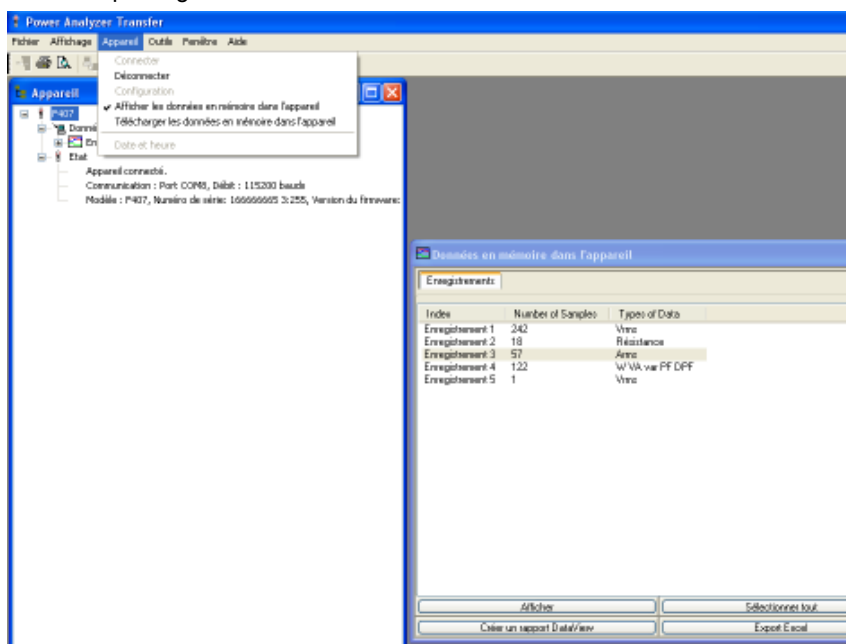 Power Analyzer Transfer
Fichier Affichage Appareil Outils Fenêtre Aide
Connecter
Déconnecter
Configuration
Afficher les données en mémoire dans l'appareil
Télécharger les données en mémoire dans l'appareil
Date et heure
Appareil
P407
Donné
En
Etat
Appareil connecté.
Communication : Port COM8, Débit : 115200 bauds
Modèle : P407, Numéro de série: 166666665 3:255, Version du firmware:
Données en mémoire dans l'appareil
Enregistrements
Index Number of Samples Types of Data
Enregistrement 1 242 Vrms
Enregistrement 2 18 Résistance
Enregistrement 3 57 Arms
Enregistrement 4 122 W VA var PF DPF
Enregistrement 5 1 Vrms
Afficher Sélectionner tout
Créer un rapport DataView Export Excel